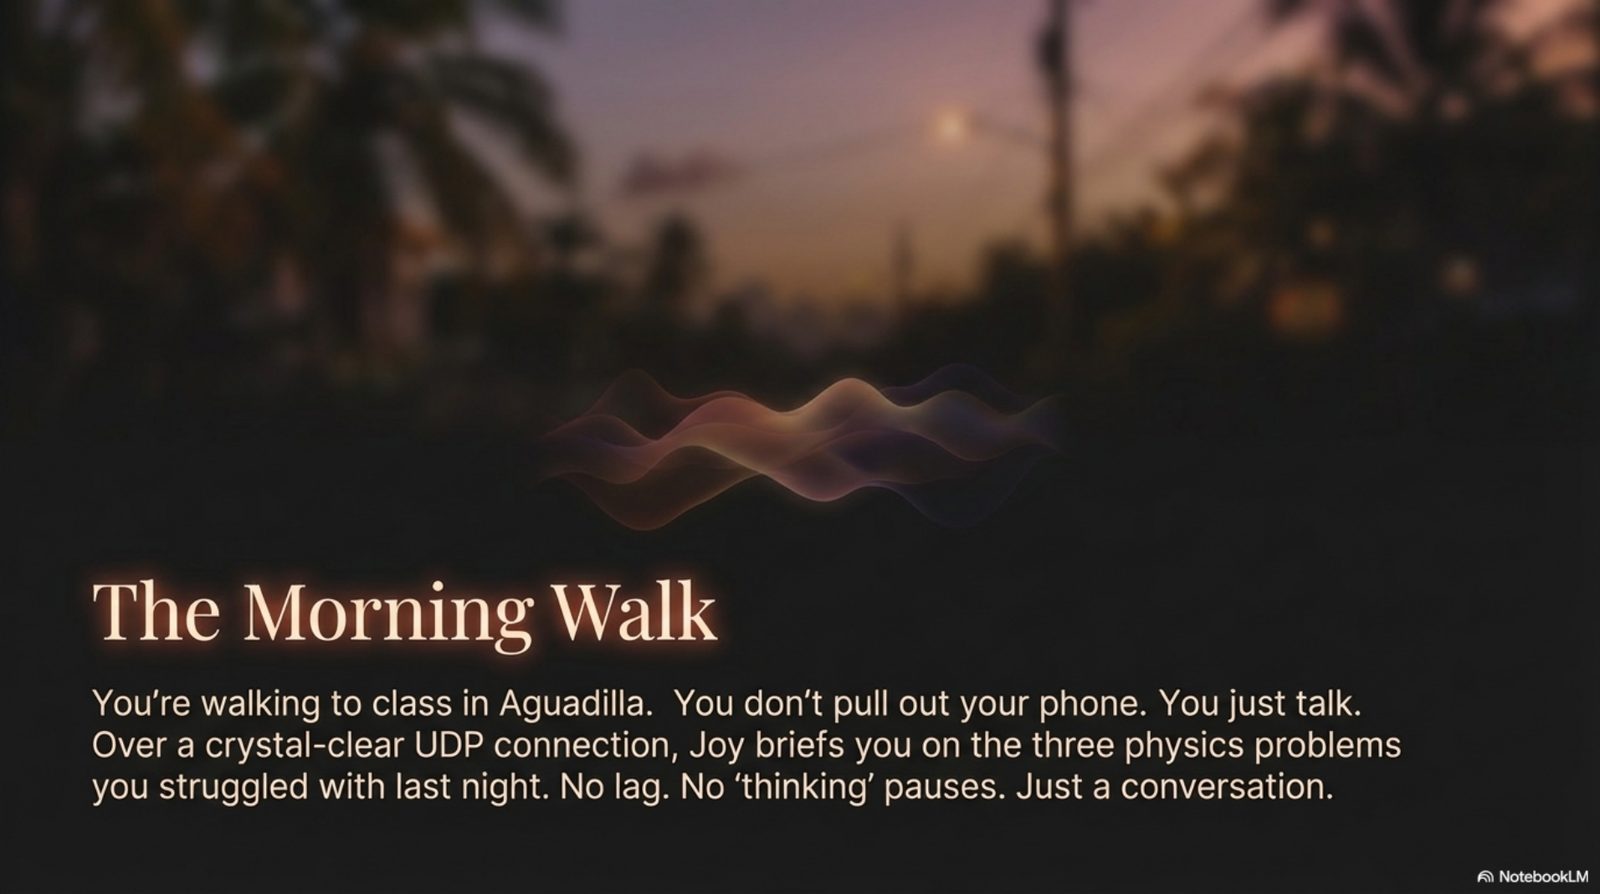 The Morning Walk
You’re walking to class in Aguadilla.  You don’t pull out your phone. You just talk.
Over a crystal-clear UDP connection, Joy briefs you on the three physics problems
you struggled with last night. No lag. No ‘thinking’ pauses. Just a conversation.
NotebookLM